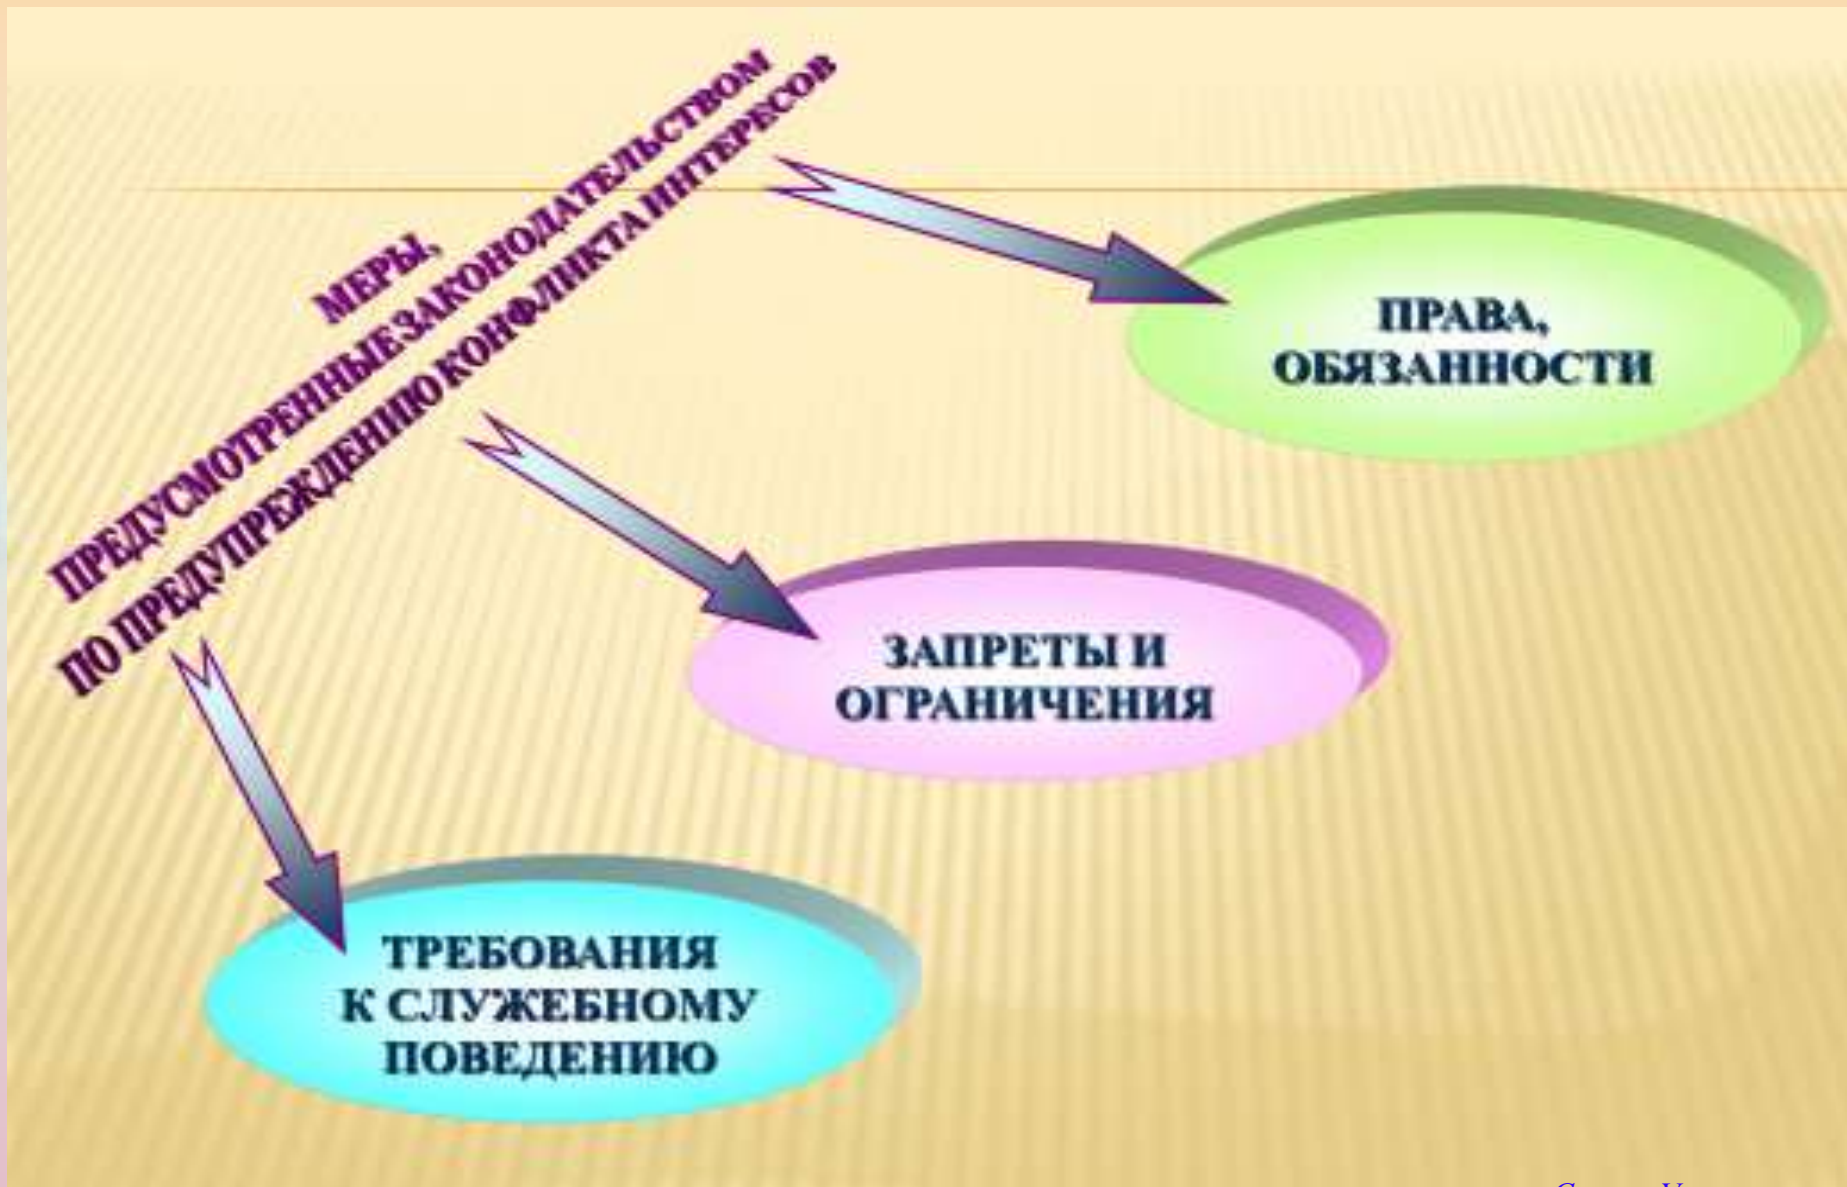 МЕРЫ,
ПРЕДУСМОТРЕННЫЕ ЗАКОНОДАТЕЛЬСТВОМ
ПО ПРЕДУПРЕЖДЕНИЮ КОНФЛИКТА ИНТЕРЕСОВ
ПРАВА,
ОБЯЗАННОСТИ
ЗАПРЕТЫ И
ОГРАНИЧЕНИЯ
ТРЕБОВАНИЯ
К СЛУЖЕБНОМУ
ПОВЕДЕНИЮ